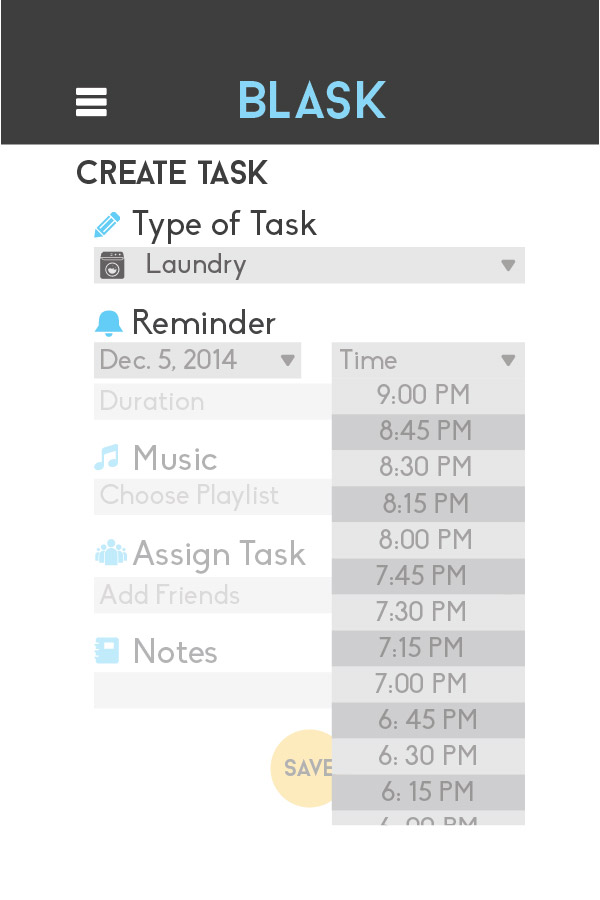 BLASK
CREATE TASK
Type of Task
Laundry
Reminder
Dec. 5, 2014
Time
Duration
9:00 PM
8:45 PM
Music
8:30 PM
Choose Playlist
8:15 PM
8:00 PM
Assign Task
7:45 PM
Add Friends
7:30 PM
Notes
7:15 PM
7:00 PM
6: 45 PM
SAVE
6: 30 PM
6: 15 PM